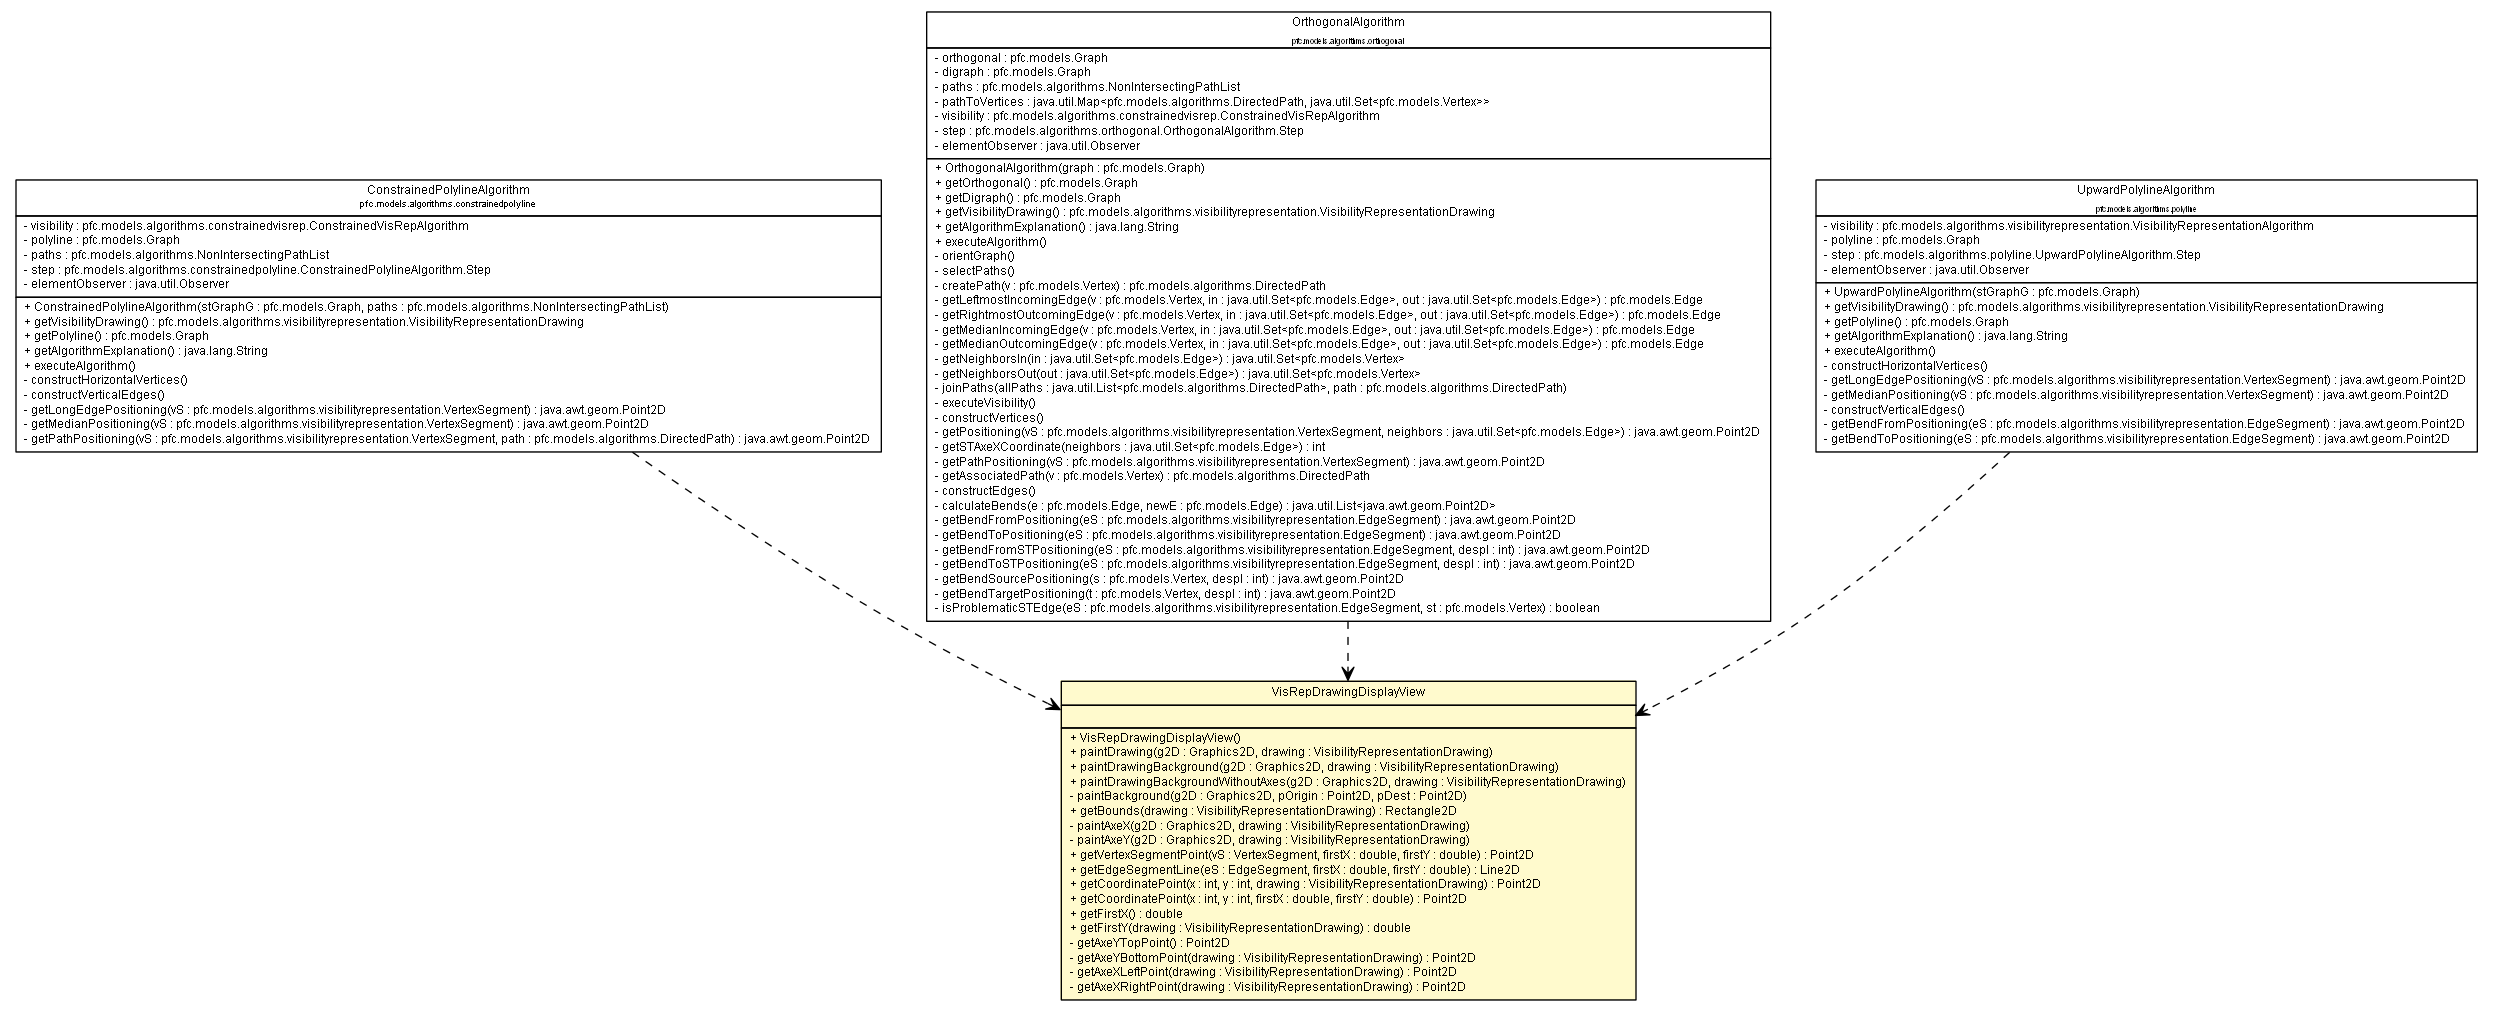 OrthogonalAlgorithm
pfc.models.algorithms.orthogonal
- orthogonal : pfc.models.Graph
- digraph : pfc.models.Graph
- paths : pfc.models.algorithms.NonIntersectingPathList
- pathToVertices : java.util.Map<pfc.models.algorithms.DirectedPath, java.util.Set<pfc.models.Vertex>>
- visibility : pfc.models.algorithms.constrainedvisrep.ConstrainedVisRepAlgorithm
- step : pfc.models.algorithms.orthogonal.OrthogonalAlgorithm.Step
- elementObserver : java.util.Observer
+ OrthogonalAlgorithm(graph : pfc.models.Graph)
+ getOrthogonal() : pfc.models.Graph
+ getDigraph() : pfc.models.Graph
+ getVisibilityDrawing() : pfc.models.algorithms.visibilityrepresentation.VisibilityRepresentationDrawing
+ getAlgorithmExplanation() : java.lang.String
+ executeAlgorithm()
- orientGraph()
- selectPaths()
- createPath(v : pfc.models.Vertex) : pfc.models.algorithms.DirectedPath
- getLeftmostIncomingEdge(v : pfc.models.Vertex, in : java.util.Set<pfc.models.Edge>, out : java.util.Set<pfc.models.Edge>) : pfc.models.Edge
- getRightmostOutcomingEdge(v : pfc.models.Vertex, in : java.util.Set<pfc.models.Edge>, out : java.util.Set<pfc.models.Edge>) : pfc.models.Edge
- getMedianIncomingEdge(v : pfc.models.Vertex, in : java.util.Set<pfc.models.Edge>, out : java.util.Set<pfc.models.Edge>) : pfc.models.Edge
- getMedianOutcomingEdge(v : pfc.models.Vertex, in : java.util.Set<pfc.models.Edge>, out : java.util.Set<pfc.models.Edge>) : pfc.models.Edge
- getNeighborsIn(in : java.util.Set<pfc.models.Edge>) : java.util.Set<pfc.models.Vertex>
- getNeighborsOut(out : java.util.Set<pfc.models.Edge>) : java.util.Set<pfc.models.Vertex>
- joinPaths(allPaths : java.util.List<pfc.models.algorithms.DirectedPath>, path : pfc.models.algorithms.DirectedPath)
- executeVisibility()
- constructVertices()
- getPositioning(vS : pfc.models.algorithms.visibilityrepresentation.VertexSegment, neighbors : java.util.Set<pfc.models.Edge>) : java.awt.geom.Point2D
- getSTAxeXCoordinate(neighbors : java.util.Set<pfc.models.Edge>) : int
- getPathPositioning(vS : pfc.models.algorithms.visibilityrepresentation.VertexSegment) : java.awt.geom.Point2D
- getAssociatedPath(v : pfc.models.Vertex) : pfc.models.algorithms.DirectedPath
- constructEdges()
- calculateBends(e : pfc.models.Edge, newE : pfc.models.Edge) : java.util.List<java.awt.geom.Point2D>
- getBendFromPositioning(eS : pfc.models.algorithms.visibilityrepresentation.EdgeSegment) : java.awt.geom.Point2D
- getBendToPositioning(eS : pfc.models.algorithms.visibilityrepresentation.EdgeSegment) : java.awt.geom.Point2D
- getBendFromSTPositioning(eS : pfc.models.algorithms.visibilityrepresentation.EdgeSegment, despl : int) : java.awt.geom.Point2D
- getBendToSTPositioning(eS : pfc.models.algorithms.visibilityrepresentation.EdgeSegment, despl : int) : java.awt.geom.Point2D
- getBendSourcePositioning(s : pfc.models.Vertex, despl : int) : java.awt.geom.Point2D
- getBendTargetPositioning(t : pfc.models.Vertex, despl : int) : java.awt.geom.Point2D
- isProblematicSTEdge(eS : pfc.models.algorithms.visibilityrepresentation.EdgeSegment, st : pfc.models.Vertex) : boolean
ConstrainedPolylineAlgorithm
pfc.models.algorithms.constrainedpolyline
- visibility : pfc.models.algorithms.constrainedvisrep.ConstrainedVisRepAlgorithm
- polyline : pfc.models.Graph
- paths : pfc.models.algorithms.NonIntersectingPathList
- step : pfc.models.algorithms.constrainedpolyline.ConstrainedPolylineAlgorithm.Step
- elementObserver : java.util.Observer
+ ConstrainedPolylineAlgorithm(stGraphG : pfc.models.Graph, paths : pfc.models.algorithms.NonIntersectingPathList)
+ getVisibilityDrawing() : pfc.models.algorithms.visibilityrepresentation.VisibilityRepresentationDrawing
+ getPolyline() : pfc.models.Graph
+ getAlgorithmExplanation() : java.lang.String
+ executeAlgorithm()
- constructHorizontalVertices()
- constructVerticalEdges()
- getLongEdgePositioning(vS : pfc.models.algorithms.visibilityrepresentation.VertexSegment) : java.awt.geom.Point2D
- getMedianPositioning(vS : pfc.models.algorithms.visibilityrepresentation.VertexSegment) : java.awt.geom.Point2D
- getPathPositioning(vS : pfc.models.algorithms.visibilityrepresentation.VertexSegment, path : pfc.models.algorithms.DirectedPath) : java.awt.geom.Point2D
UpwardPolylineAlgorithm
pfc.models.algorithms.polyline
- visibility : pfc.models.algorithms.visibilityrepresentation.VisibilityRepresentationAlgorithm
- polyline : pfc.models.Graph
- step : pfc.models.algorithms.polyline.UpwardPolylineAlgorithm.Step
- elementObserver : java.util.Observer
+ UpwardPolylineAlgorithm(stGraphG : pfc.models.Graph)
+ getVisibilityDrawing() : pfc.models.algorithms.visibilityrepresentation.VisibilityRepresentationDrawing
+ getPolyline() : pfc.models.Graph
+ getAlgorithmExplanation() : java.lang.String
+ executeAlgorithm()
- constructHorizontalVertices()
- getLongEdgePositioning(vS : pfc.models.algorithms.visibilityrepresentation.VertexSegment) : java.awt.geom.Point2D
- getMedianPositioning(vS : pfc.models.algorithms.visibilityrepresentation.VertexSegment) : java.awt.geom.Point2D
- constructVerticalEdges()
- getBendFromPositioning(eS : pfc.models.algorithms.visibilityrepresentation.EdgeSegment) : java.awt.geom.Point2D
- getBendToPositioning(eS : pfc.models.algorithms.visibilityrepresentation.EdgeSegment) : java.awt.geom.Point2D
VisRepDrawingDisplayView
+ VisRepDrawingDisplayView()
+ paintDrawing(g2D : Graphics2D, drawing : VisibilityRepresentationDrawing)
+ paintDrawingBackground(g2D : Graphics2D, drawing : VisibilityRepresentationDrawing)
+ paintDrawingBackgroundWithoutAxes(g2D : Graphics2D, drawing : VisibilityRepresentationDrawing)
- paintBackground(g2D : Graphics2D, pOrigin : Point2D, pDest : Point2D)
+ getBounds(drawing : VisibilityRepresentationDrawing) : Rectangle2D
- paintAxeX(g2D : Graphics2D, drawing : VisibilityRepresentationDrawing)
- paintAxeY(g2D : Graphics2D, drawing : VisibilityRepresentationDrawing)
+ getVertexSegmentPoint(vS : VertexSegment, firstX : double, firstY : double) : Point2D
+ getEdgeSegmentLine(eS : EdgeSegment, firstX : double, firstY : double) : Line2D
+ getCoordinatePoint(x : int, y : int, drawing : VisibilityRepresentationDrawing) : Point2D
+ getCoordinatePoint(x : int, y : int, firstX : double, firstY : double) : Point2D
+ getFirstX() : double
+ getFirstY(drawing : VisibilityRepresentationDrawing) : double
- getAxeYTopPoint() : Point2D
- getAxeYBottomPoint(drawing : VisibilityRepresentationDrawing) : Point2D
- getAxeXLeftPoint(drawing : VisibilityRepresentationDrawing) : Point2D
- getAxeXRightPoint(drawing : VisibilityRepresentationDrawing) : Point2D